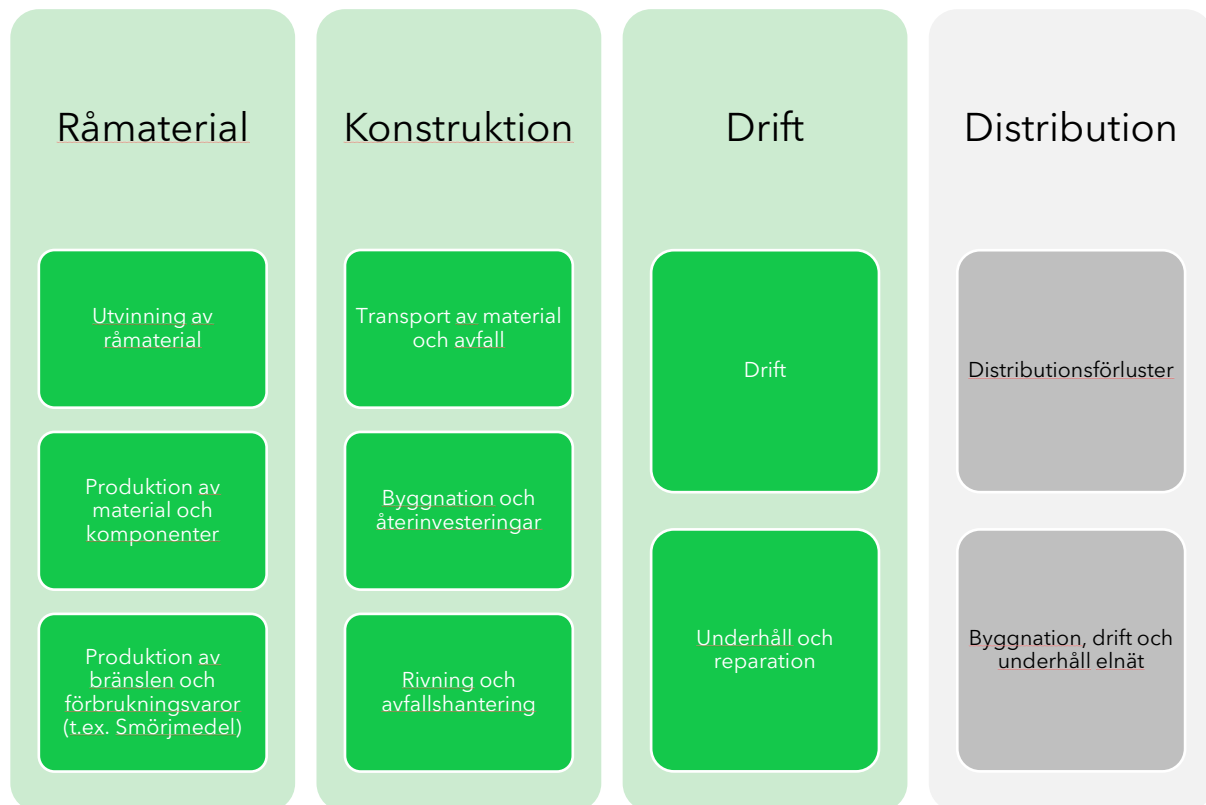 Råmaterial
Utvinning av
råmaterial
Produktion av
material och
komponenter
Produktion av
bränslen och
förbrukningsvaror
(t.ex. Smörjmedel)
Konstruktion
Transport av material
och avfall
Byggnation och
återinvesteringar
Rivning och
avfallshantering
Drift
Drift
Underhåll och
reparation
Distribution
Distributionsförluster
Byggnation, drift och
underhåll elnät